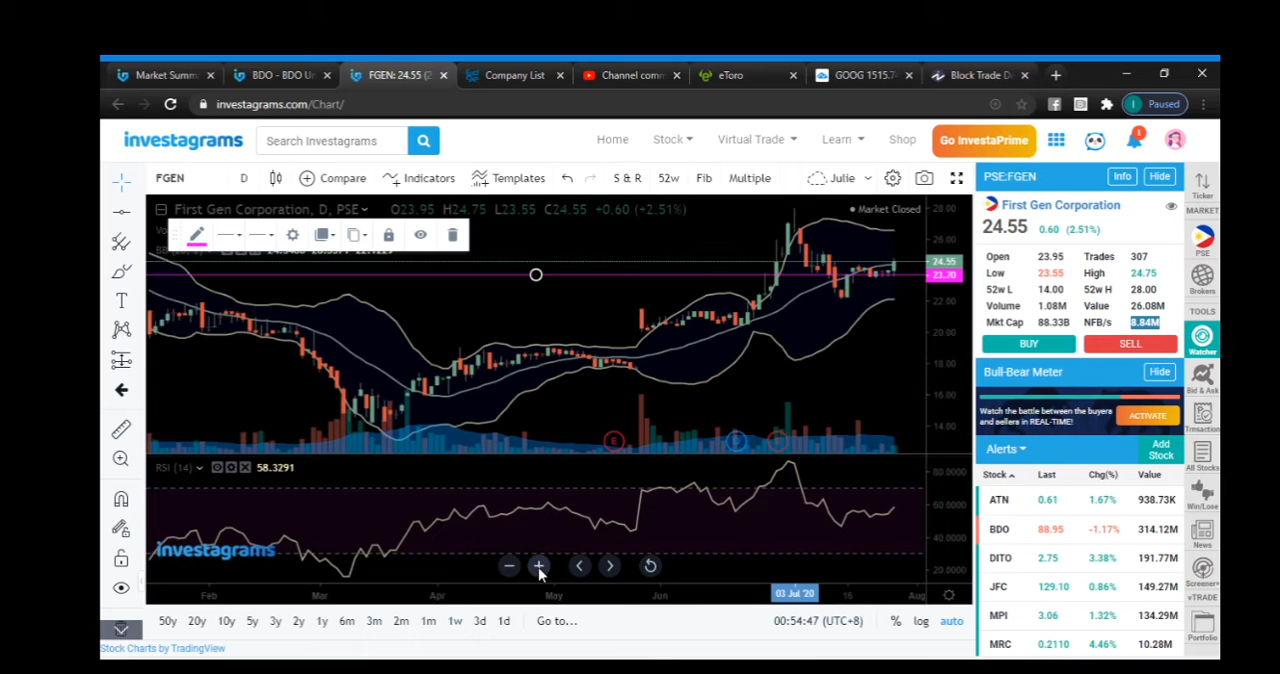 Market Summ
BDO - BDO Un
FGEN: 24.55 (2
Company List
Channel comm
eToro
GOOG 1515.7
Block Trade De
investagrams.com/Chart/
Paused
investagrams
Search Investagrams
Home
Stock
Virtual Trade
Learn
Shop
Go InvestaPrime
1
FGEN
D
Compare
Indicators
Templates
S & R
52w
Fib
Multiple
Julie
First Gen Corporation, D, PSE
O23.95 H24.75 L23.55 C24.55 +0.60 (+2.51%)
Market Closed
28.00
26.00
24.55
23.70
22.00
20.00
18.00
16.00
14.00
E
D
RSI (14)
58.3291
80.0000
60.0000
40.0000
20.0000
investagrams
Feb
Mar
Apr
May
Jun
03 Jul '20
16
Aug
50y
20y
10y
5y
3y
2y
1y
6m
3m
2m
1m
1w
3d
1d
Go to...
00:54:47 (UTC+8)
%
log
auto
Stock Charts by TradingView
PSE:FGEN
Info
Hide
First Gen Corporation
24.55 0.60 (2.51%)
Open 23.95 Trades 307
Low 23.55 High 24.75
52w L 14.00 52w H 28.00
Volume 1.08M Value 26.08M
Mkt Cap 88.33B NFB/s 8.84M
BUY
SELL
Bull-Bear Meter
Hide
Watch the battle between the buyers
and sellers in REAL-TIME!
ACTIVATE
Alerts
Add
Stock
Stock Last Chg(%) Value
ATN 0.61 1.67% 938.73K
BDO 88.95 -1.17% 314.12M
DITO 2.75 3.38% 191.77M
JFC 129.10 0.86% 149.27M
MPI 3.06 1.32% 134.29M
MRC 0.2110 4.46% 10.28M
Ticker
MARKET
PSE
Brokers
TOOLS
Watcher
Bid & Ask
Trnsaction
All Stocks
Win/Lose
News
Screener+
vTRADE
Portfolio